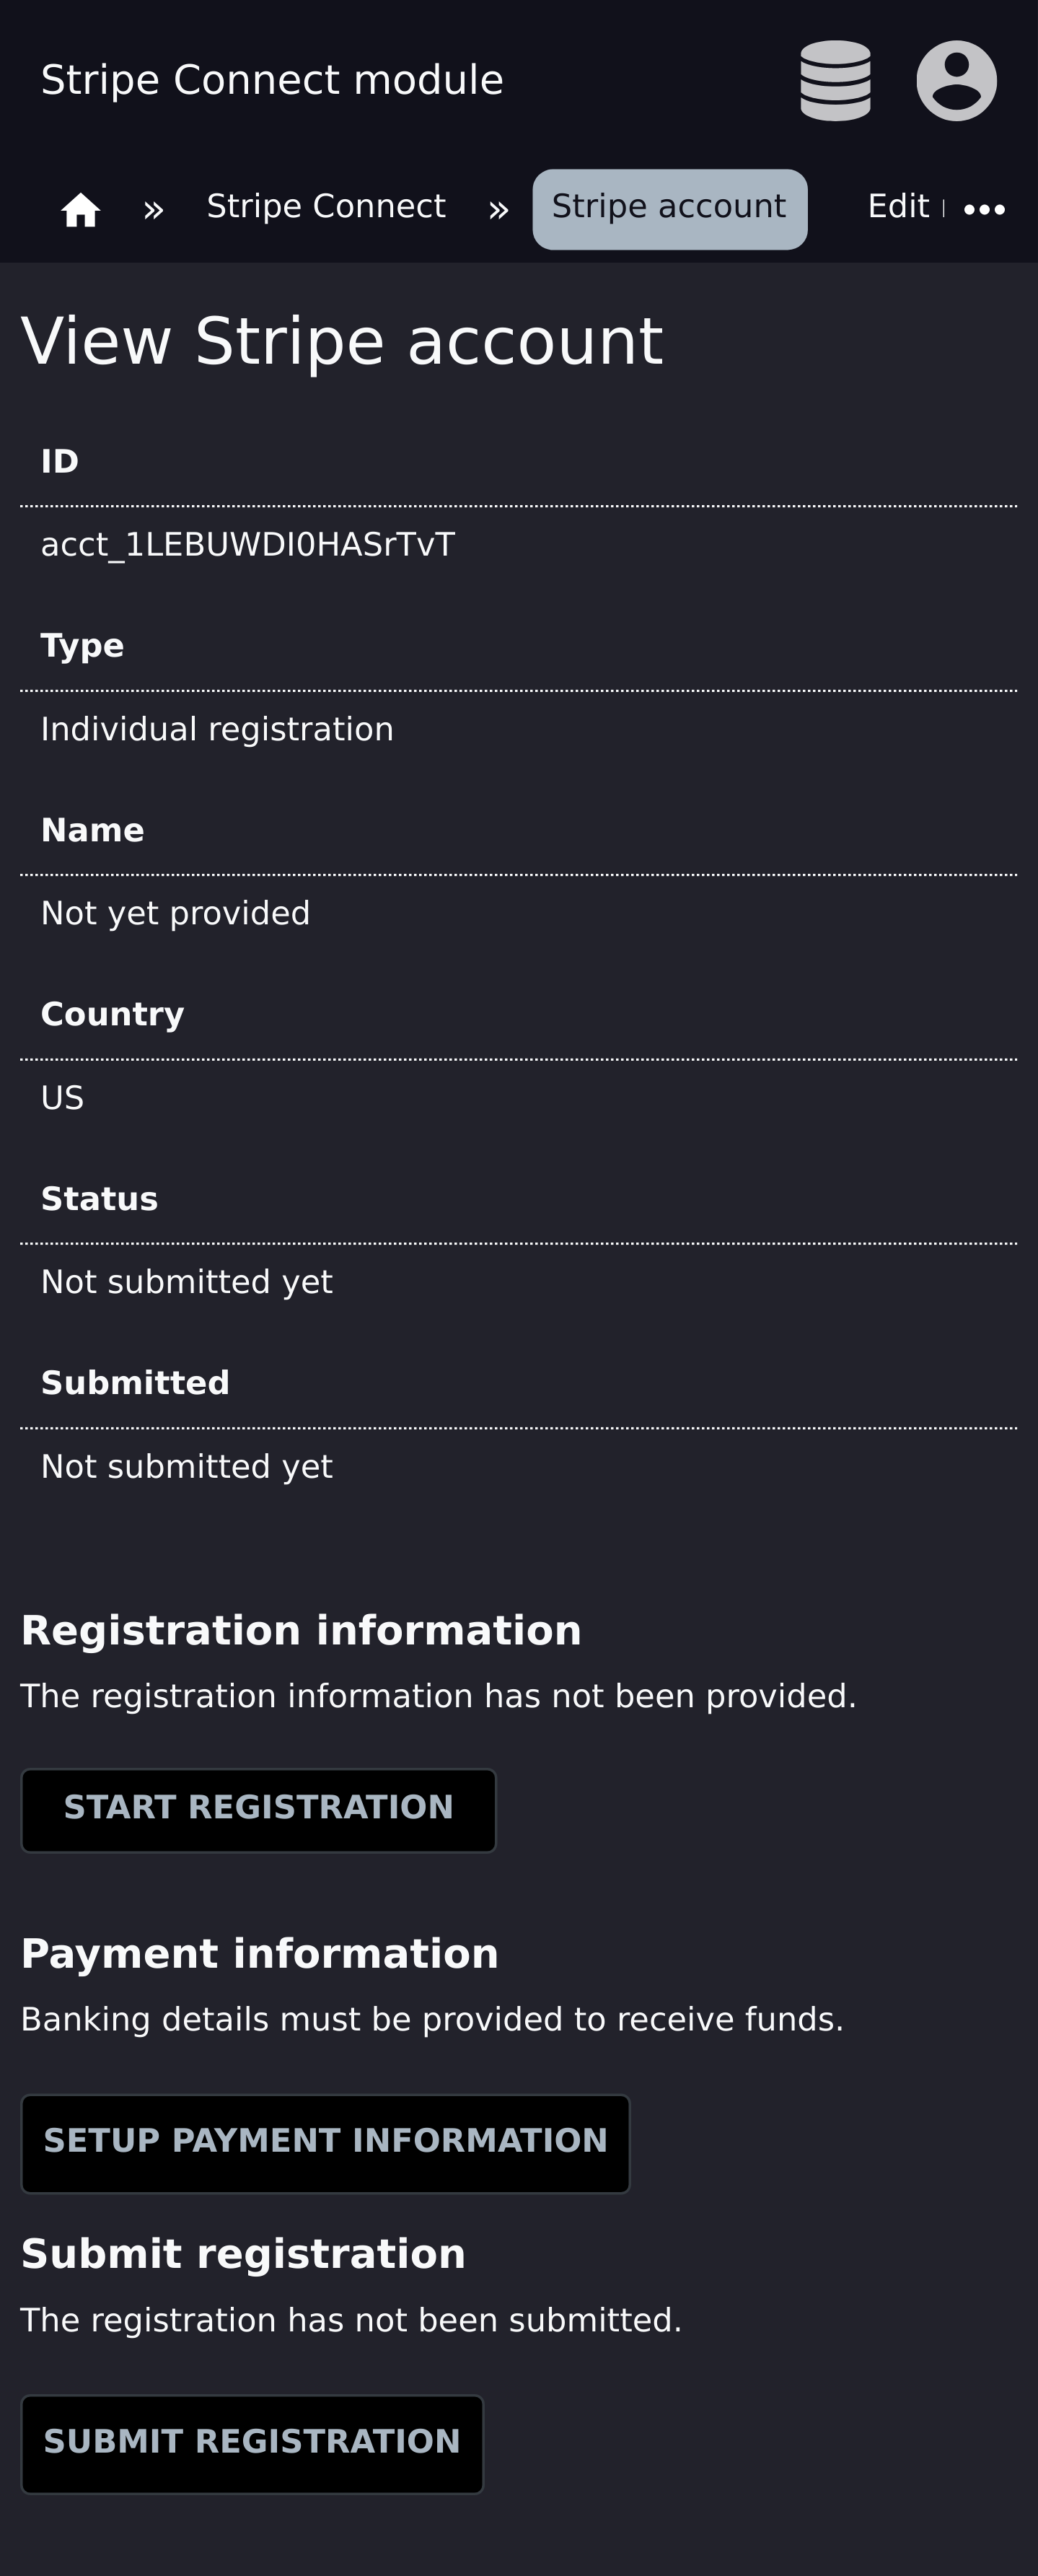 Stripe Connect module
» Stripe Connect » Stripe account Edit •••
View Stripe account
ID
acct_1LEBUWDI0HASrTvT
Type
Individual registration
Name
Not yet provided
Country
US
Status
Not submitted yet
Submitted
Not submitted yet
Registration information
The registration information has not been provided.
START REGISTRATION
Payment information
Banking details must be provided to receive funds.
SETUP PAYMENT INFORMATION
Submit registration
The registration has not been submitted.
SUBMIT REGISTRATION